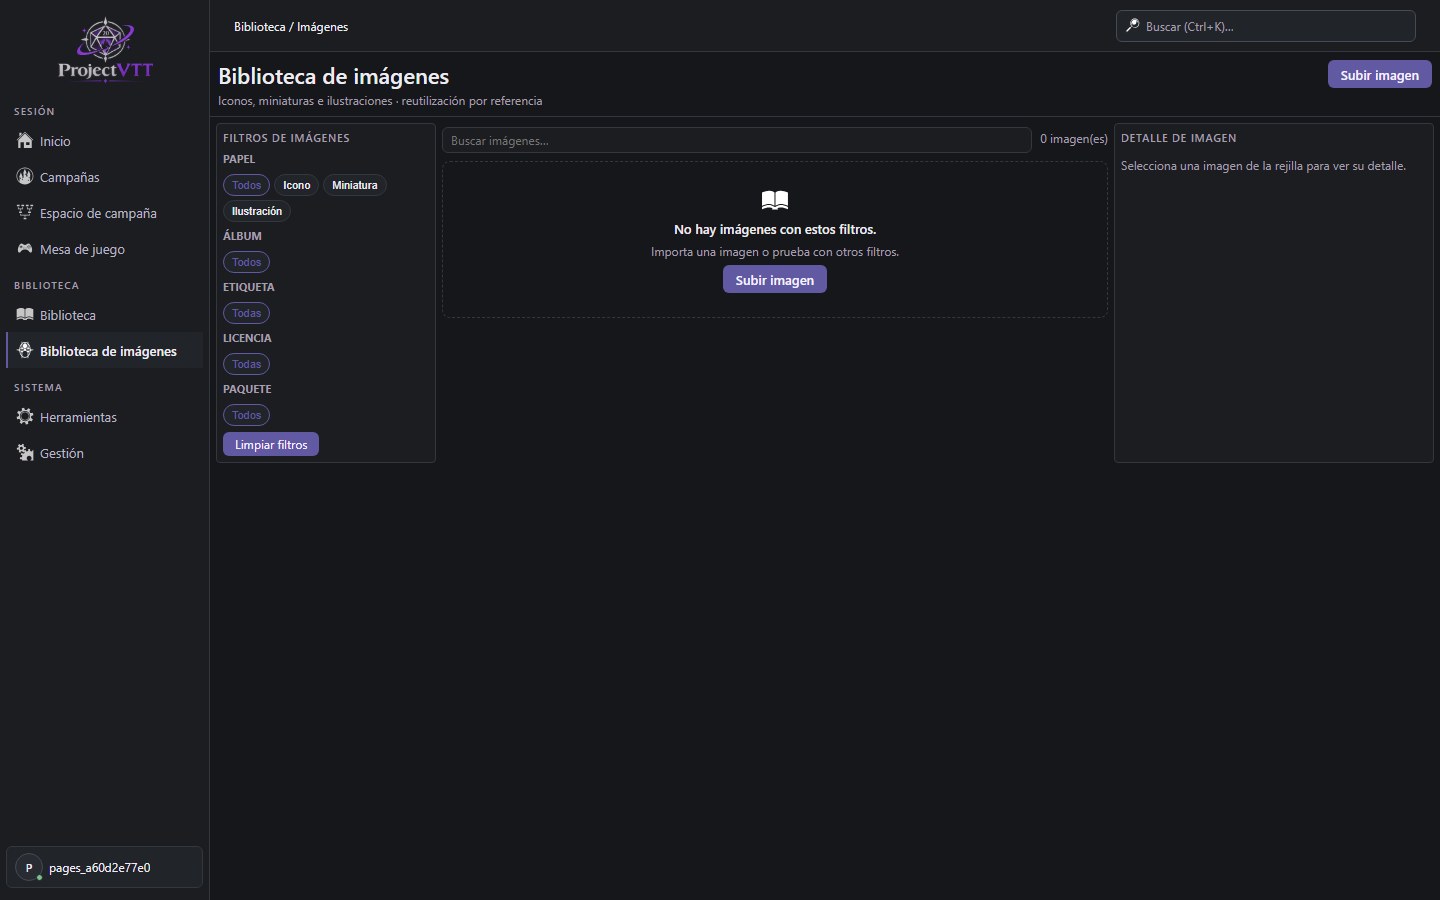 ProjectVTT
SESIÓN
Inicio
Campañas
Espacio de campaña
Mesa de juego
BIBLIOTECA
Biblioteca
Biblioteca de imágenes
SISTEMA
Herramientas
Gestión
P
pages_a60d2e77e0
Biblioteca / Imágenes
Buscar (Ctrl+K)...
Biblioteca de imágenes
Iconos, miniaturas e ilustraciones · reutilización por referencia
Subir imagen
FILTROS DE IMÁGENES
PAPEL
Todos Icono Miniatura
Ilustración
ÁLBUM
Todos
ETIQUETA
Todas
LICENCIA
Todas
PAQUETE
Todos
Limpiar filtros
Buscar imágenes...
0 imagen(es)
No hay imágenes con estos filtros.
Importa una imagen o prueba con otros filtros.
Subir imagen
DETALLE DE IMAGEN
Selecciona una imagen de la rejilla para ver su detalle.